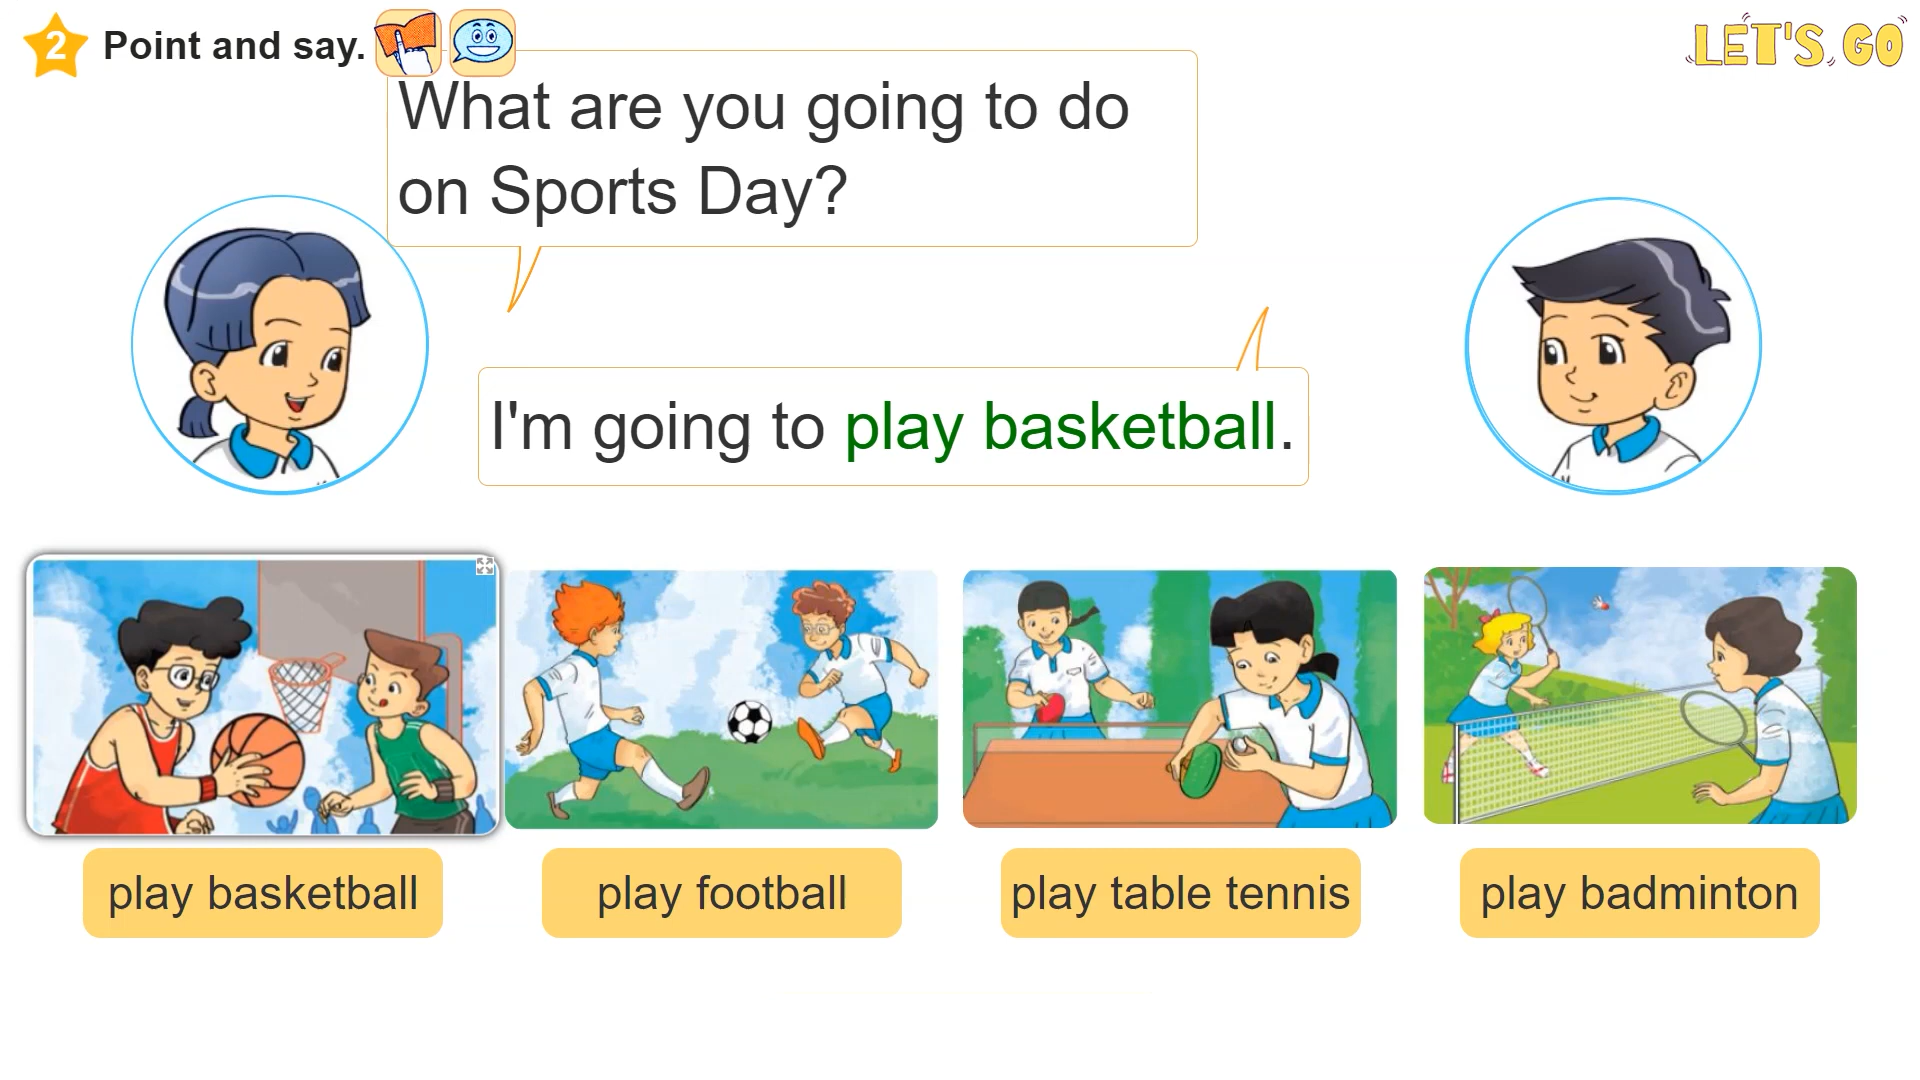 2 Point and say.
LET'S GO
What are you going to do
on Sports Day?
I'm going to play basketball.
play basketball
play football
play table tennis
play badminton